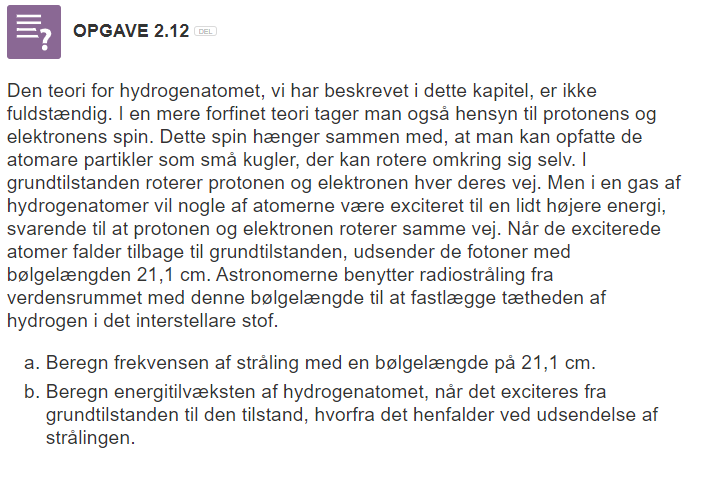 OPGAVE 2.12 DEL
Den teori for hydrogenatomet, vi har beskrevet i dette kapitel, er ikke
fuldstændig. I en mere forfinet teori tager man også hensyn til protonens og
elektronens spin. Dette spin hænger sammen med, at man kan opfatte de
atomare partikler som små kugler, der kan rotere omkring sig selv. I
grundtilstanden roterer protonen og elektronen hver deres vej. Men i en gas af
hydrogenatomer vil nogle af atomerne være exciteret til en lidt højere energi,
svarende til at protonen og elektronen roterer samme vej. Når de exciterede
atomer falder tilbage til grundtilstanden, udsender de fotoner med
bølgelængden 21,1 cm. Astronomerne benytter radiostråling fra
verdensrummet med denne bølgelængde til at fastlægge tætheden af
hydrogen i det interstellare stof.
a. Beregn frekvensen af stråling med en bølgelængde på 21,1 cm.
b. Beregn energitilvæksten af hydrogenatomet, når det exciteres fra
grundtilstanden til den tilstand, hvorfra det henfalder ved udsendelse af
strålingen.